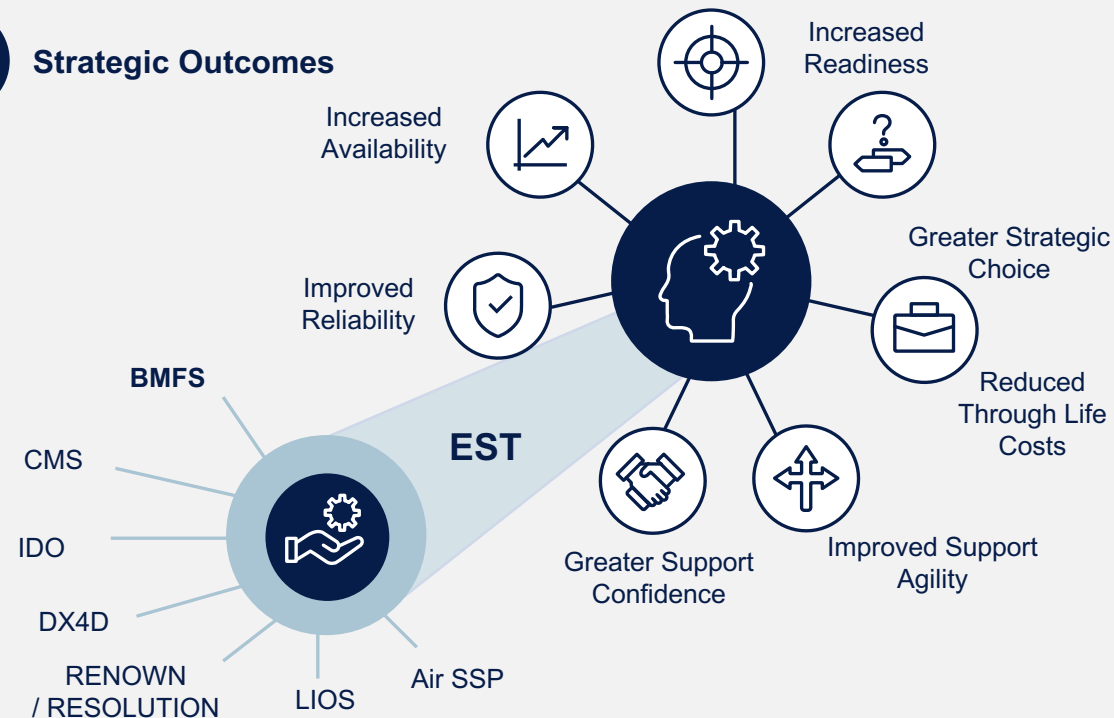 Strategic Outcomes
Increased
Readiness
Increased
Availability
?
Greater Strategic
Choice
Improved
Reliability
Reduced
Through Life
Costs
BMFS
EST
CMS
IDO
Improved Support
Agility
Greater Support
Confidence
DX4D
RENOWN
/ RESOLUTION
LIOS
Air SSP